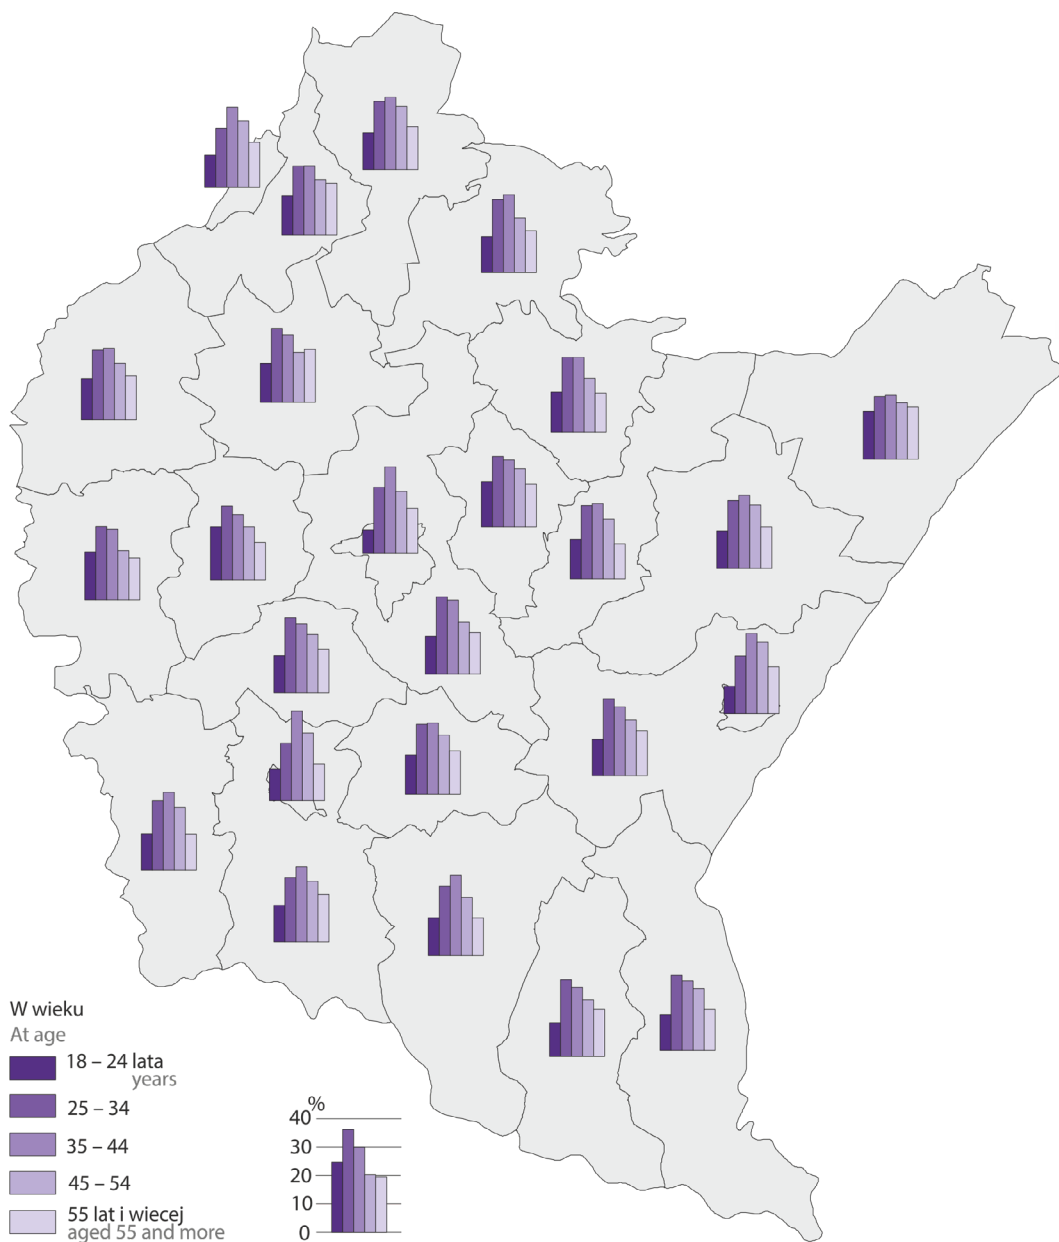 W wieku
At age
18 – 24 lata
years
25 – 34
35 – 44
45 – 54
55 lat i wiecej
aged 55 and more
%
40
30
20
10
0